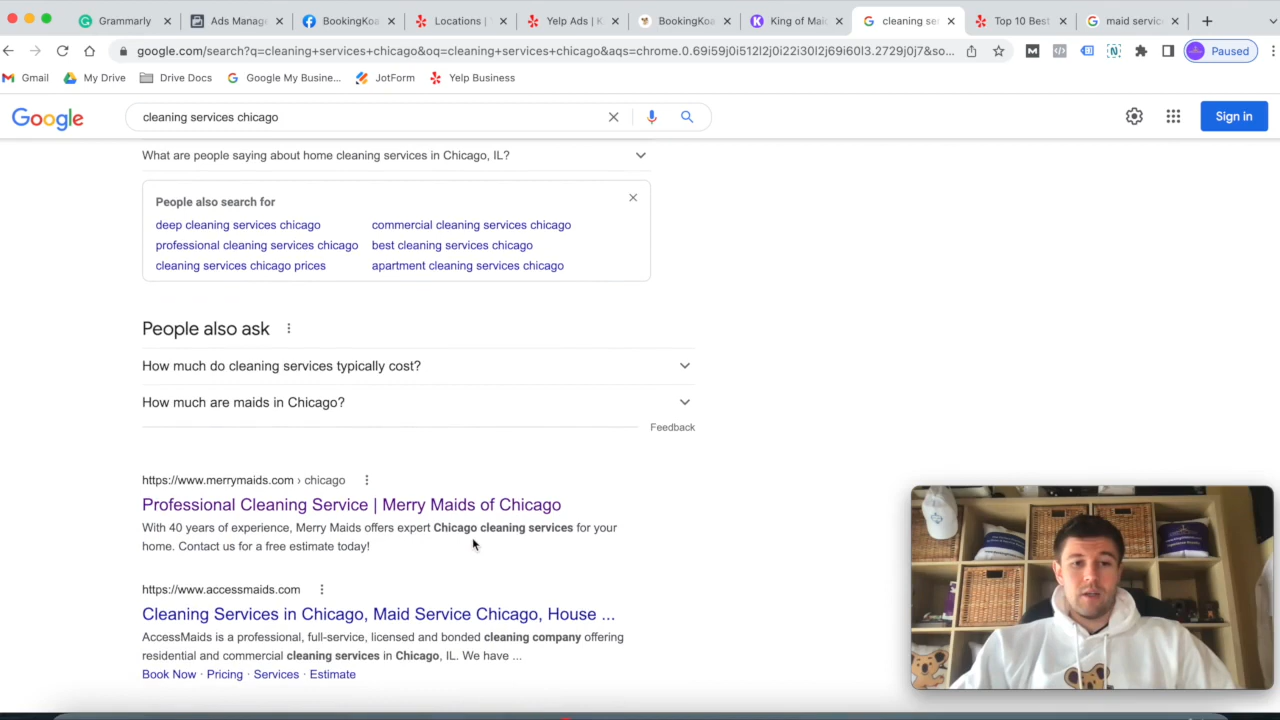 Grammarly
Ads Manage
BookingKoa
Locations |
Yelp Ads | K
BookingKoa
King of Maid
cleaning se
Top 10 Best
maid servic
google.com/search?q=cleaning+services+chicago&oq=cleaning+services+chicago&aqs=chrome.0.69i59j0i512l2j0i22i30l2j69i60l3.2729j0j7&so...
Paused
Gmail
My Drive
Drive Docs
Google My Busine...
JotForm
Yelp Business
Google
cleaning services chicago
Sign in
What are people saying about home cleaning services in Chicago, IL?
People also search for
deep cleaning services chicago
commercial cleaning services chicago
professional cleaning services chicago
best cleaning services chicago
cleaning services chicago prices
apartment cleaning services chicago
People also ask
How much do cleaning services typically cost?
How much are maids in Chicago?
Feedback
https://www.merrymaids.com › chicago
Professional Cleaning Service | Merry Maids of Chicago
With 40 years of experience, Merry Maids offers expert Chicago cleaning services for your
home. Contact us for a free estimate today!
https://www.accessmaids.com
Cleaning Services in Chicago, Maid Service Chicago, House ...
AccessMaids is a professional, full-service, licensed and bonded cleaning company offering
residential and commercial cleaning services in Chicago, IL. We have ...
Book Now · Pricing · Services · Estimate